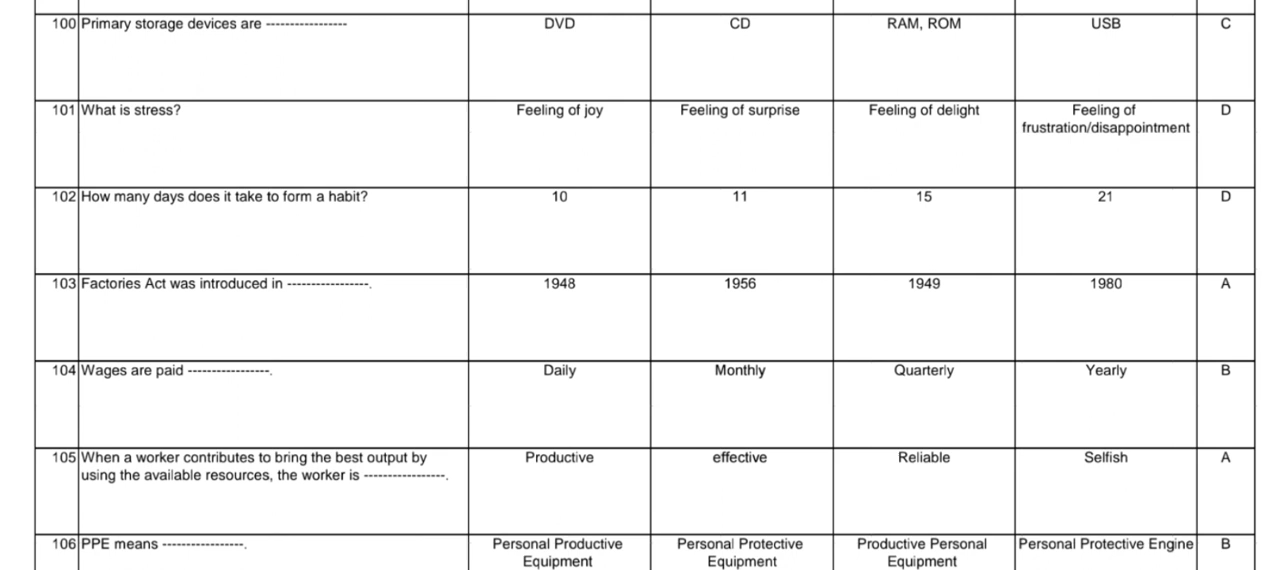 100 Primary storage devices are ----------------- DVD CD RAM, ROM USB C
101 What is stress? Feeling of joy Feeling of surprise Feeling of delight Feeling of D
frustration/disappointment
102 How many days does it take to form a habit? 10 11 15 21 D
103 Factories Act was introduced in -----------------. 1948 1956 1949 1980 A
104 Wages are paid -----------------. Daily Monthly Quarterly Yearly B
105 When a worker contributes to bring the best output by Productive effective Reliable Selfish A
using the available resources, the worker is -----------------.
106 PPE means -----------------. Personal Productive Personal Protective Productive Personal Personal Protective Engine B
Equipment Equipment Equipment